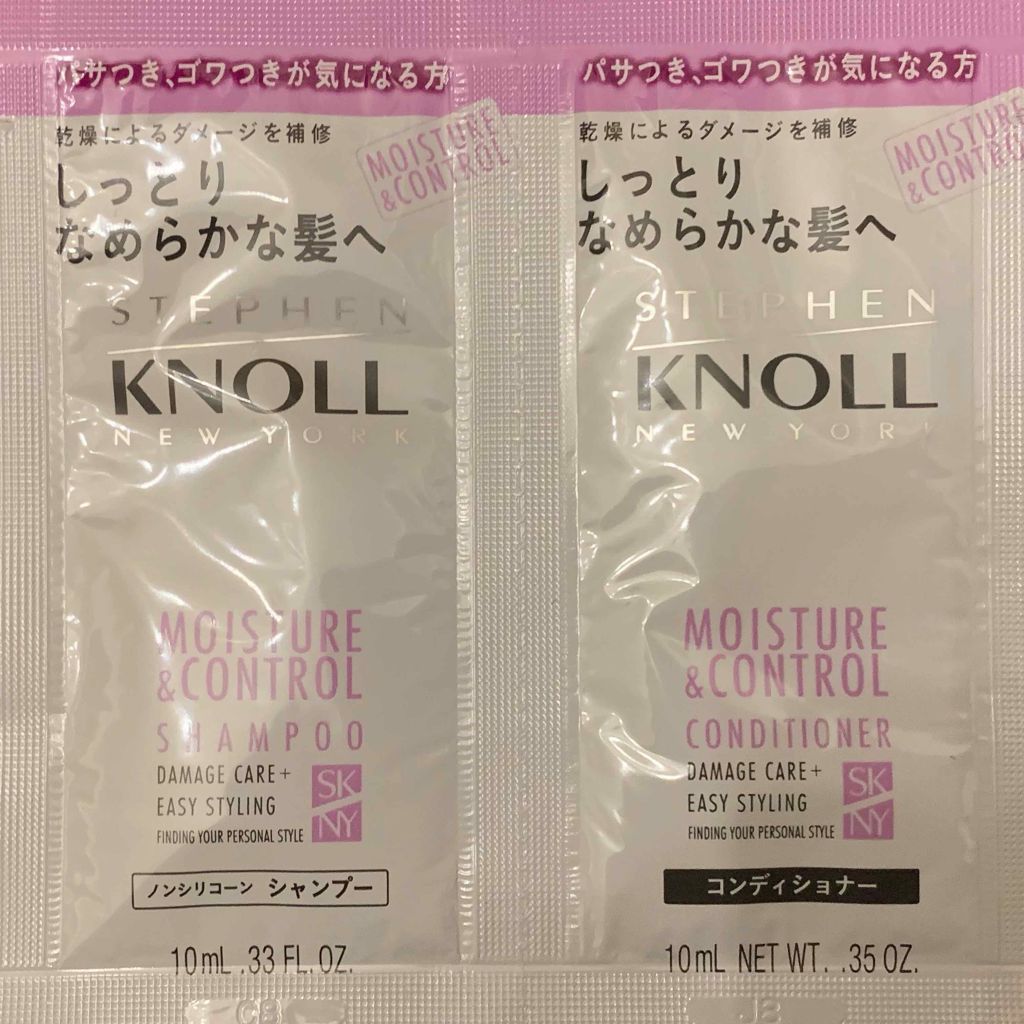 パサつき、ゴワつきが気になる方
乾燥によるダメージを補修
しっとり
なめらかな髪へ
MOISTURE
&CONTROL
STEPHEN
KNOLL
NEW YORK
MOISTURE
&CONTROL
SHAMPOO
DAMAGE CARE+
EASY STYLING
FINDING YOUR PERSONAL STYLE
SK
NY
ノンシリコーン シャンプー
10mL .33 FL. OZ.
パサつき、ゴワつきが気になる方
乾燥によるダメージを補修
しっとり
なめらかな髪へ
MOISTURE
&CONTROL
STEPHEN
KNOLL
NEW YORK
MOISTURE
&CONTROL
CONDITIONER
DAMAGE CARE+
EASY STYLING
FINDING YOUR PERSONAL STYLE
SK
NY
コンディショナー
10mL NET WT. .35 OZ.